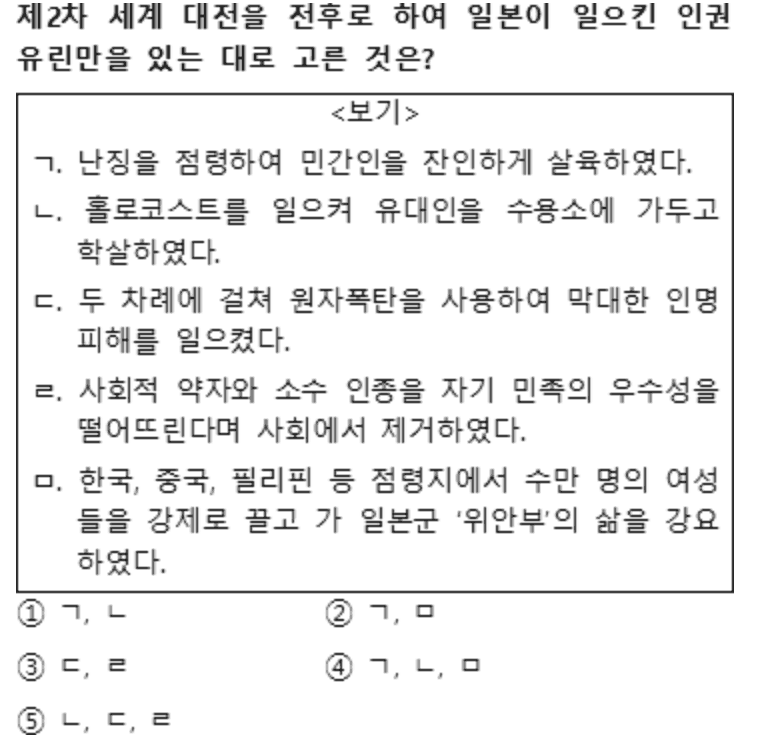 제2차 세계 대전을 전후로 하여 일본이 일으킨 인권
유린만을 있는 대로 고른 것은?
<보기>
ㄱ. 난징을 점령하여 민간인을 잔인하게 살육하였다.
ㄴ. 홀로코스트를 일으켜 유대인을 수용소에 가두고
학살하였다.
ㄷ. 두 차례에 걸쳐 원자폭탄을 사용하여 막대한 인명
피해를 일으켰다.
ㄹ. 사회적 약자와 소수 인종을 자기 민족의 우수성을
떨어뜨린다며 사회에서 제거하였다.
ㅁ. 한국, 중국, 필리핀 등 점령지에서 수만 명의 여성
들을 강제로 끌고 가 일본군 '위안부'의 삶을 강요
하였다.
① ㄱ, ㄴ ② ㄱ, ㅁ
③ ㄷ, ㄹ ④ ㄱ, ㄴ, ㅁ
⑤ ㄴ, ㄷ, ㄹ